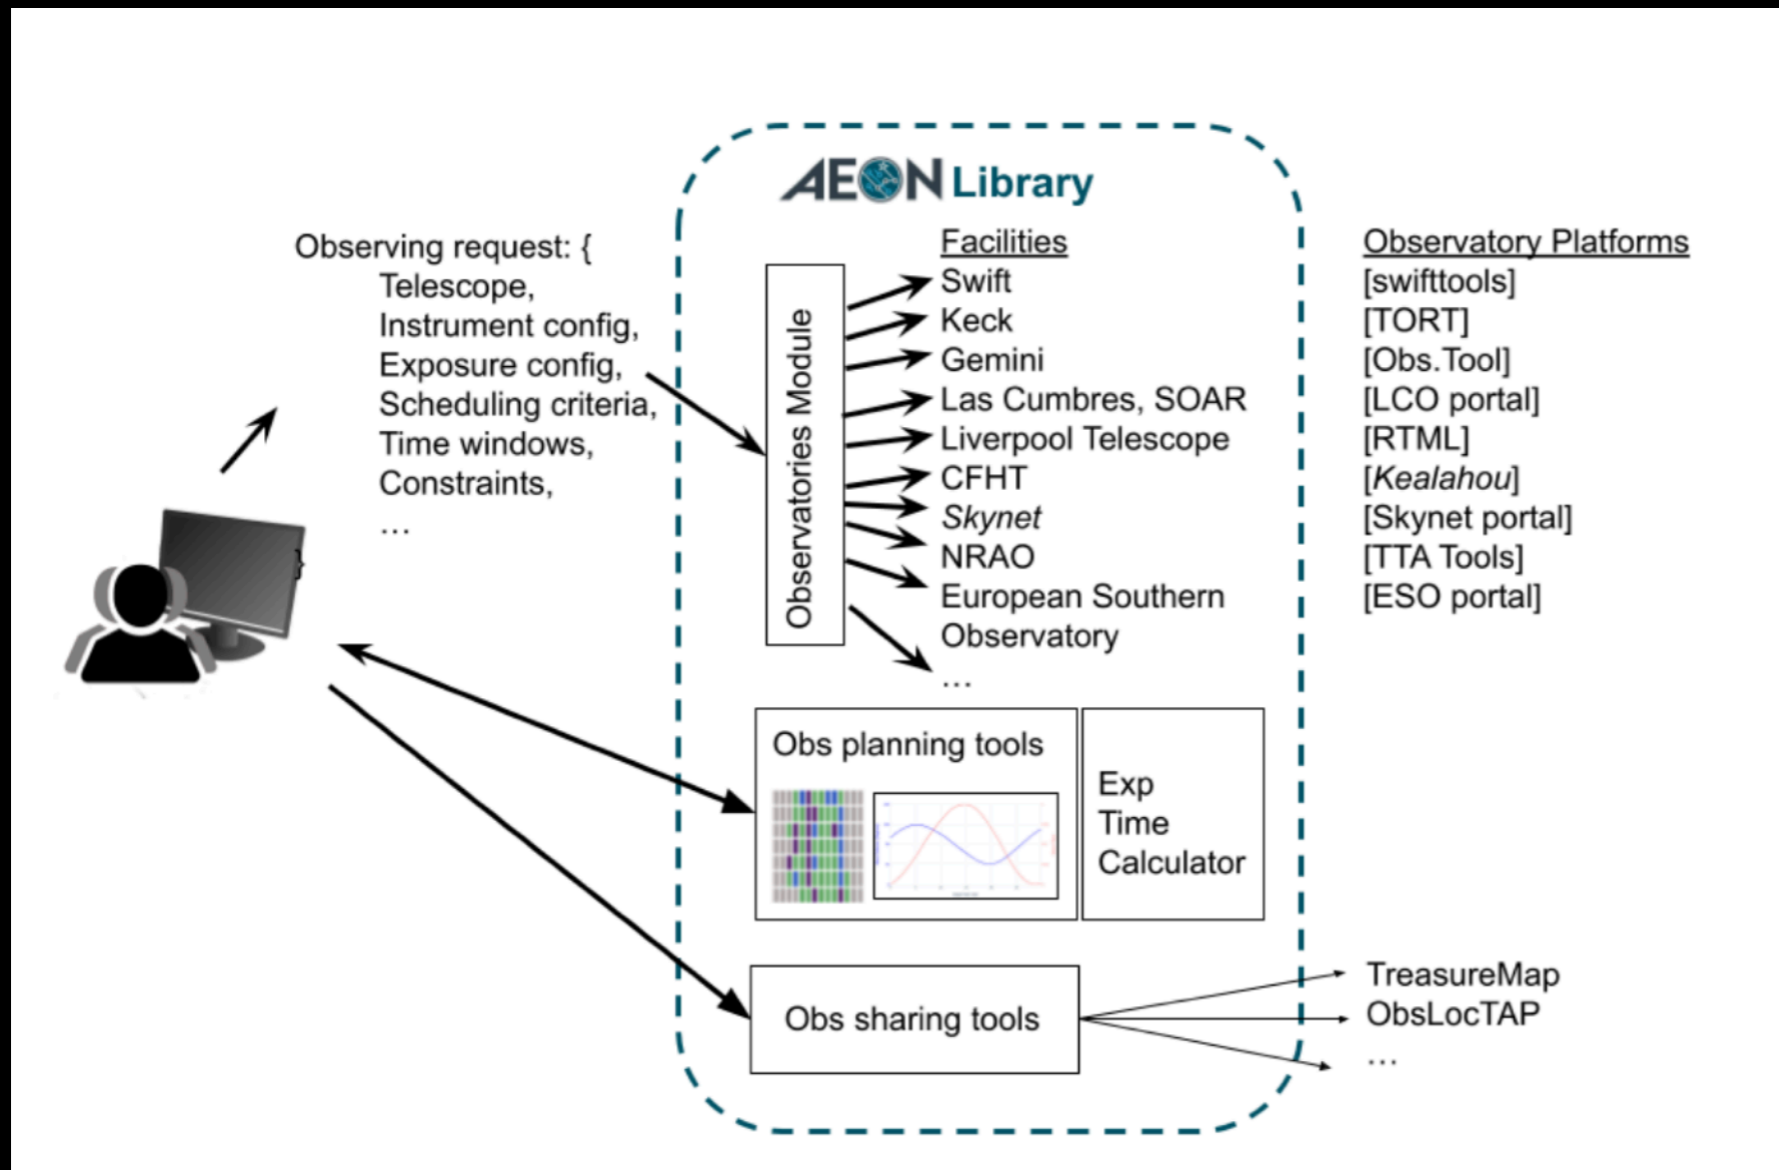 AEON Library
Observing request: {
Telescope,
Instrument config,
Exposure config,
Scheduling criteria,
Time windows,
Constraints,
...
}
Observatories Module
Facilities
Swift
Keck
Gemini
Las Cumbres, SOAR
Liverpool Telescope
CFHT
Skynet
NRAO
European Southern
Observatory
...
Observatory Platforms
[swifttools]
[TORT]
[Obs.Tool]
[LCO portal]
[RTML]
[Kealahou]
[Skynet portal]
[TTA Tools]
[ESO portal]
Obs planning tools
Exp
Time
Calculator
Obs sharing tools
TreasureMap
ObsLocTAP
...